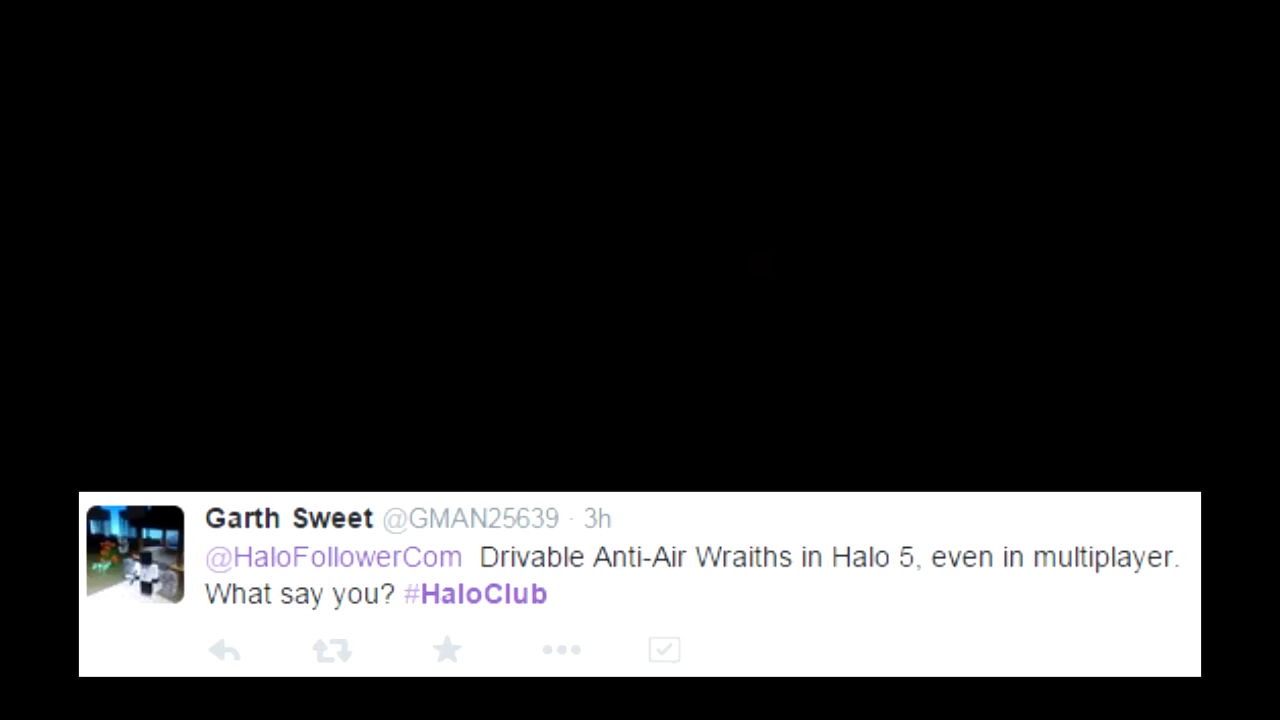 Garth Sweet @GMAN25639 · 3h
@HaloFollowerCom Drivable Anti-Air Wraiths in Halo 5, even in multiplayer.
What say you? #HaloClub